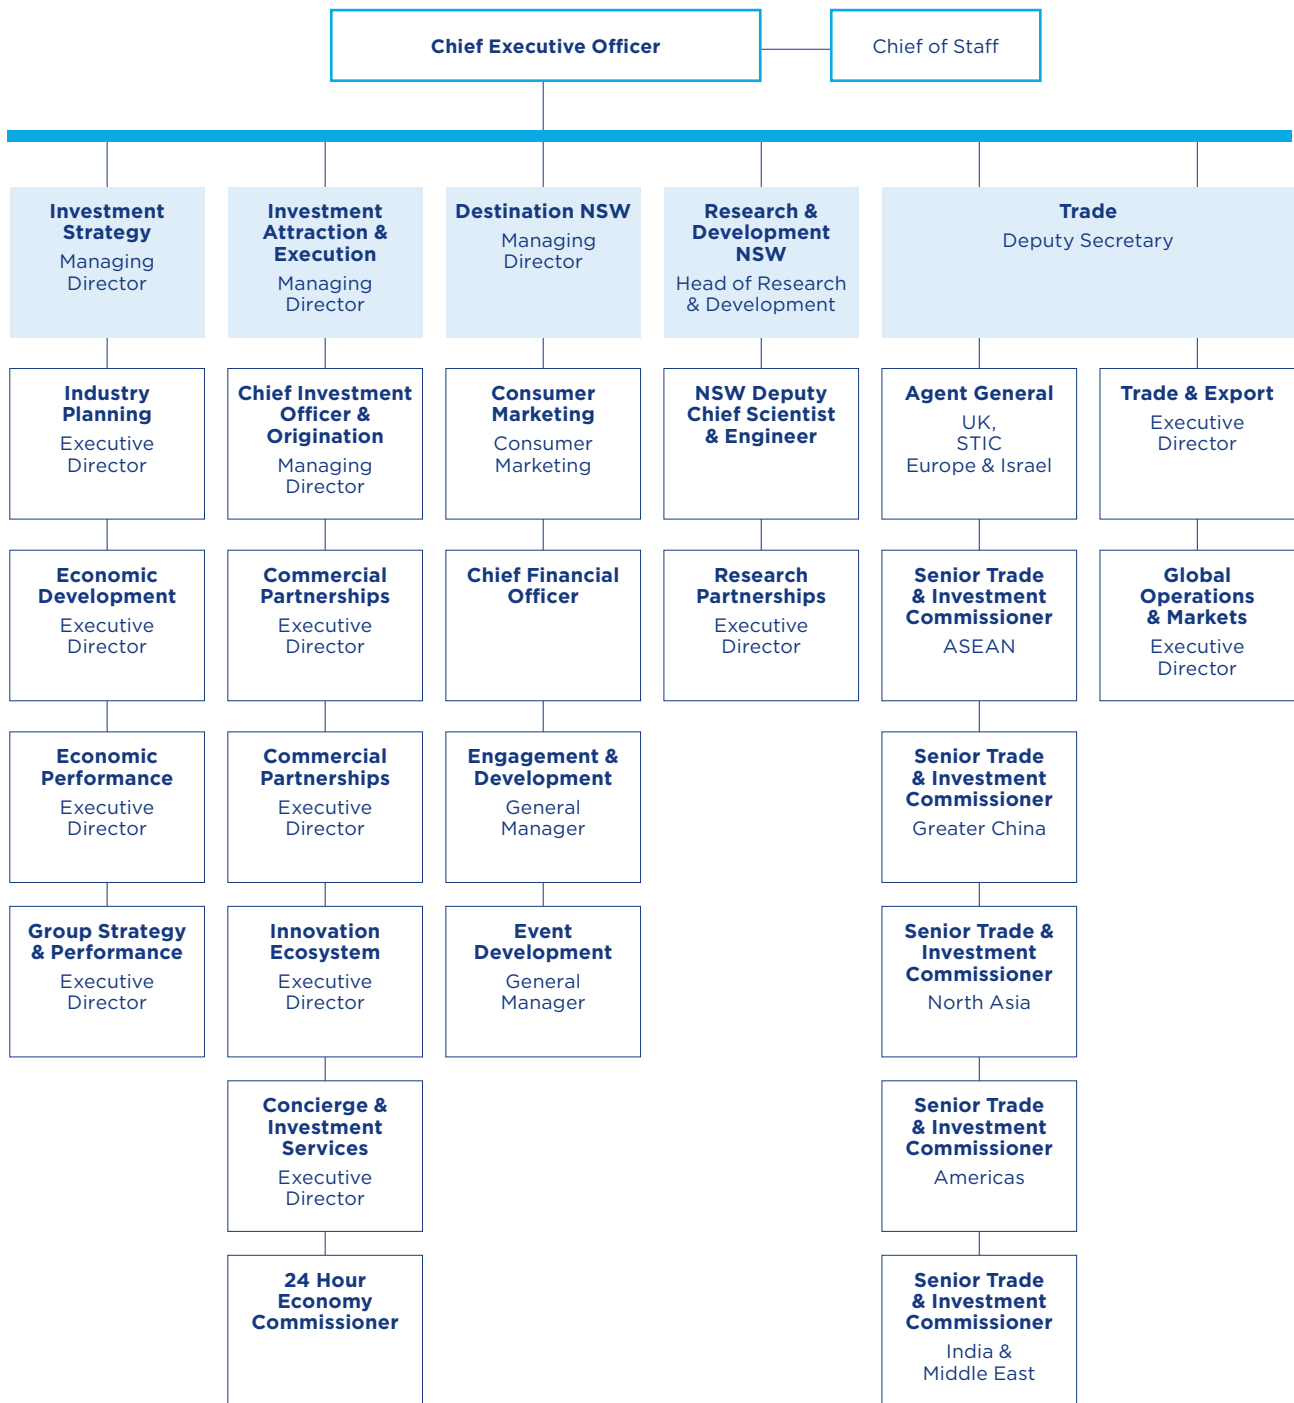 Chief Executive Officer
Chief of Staff
Investment
Strategy
Managing
Director
Investment
Attraction &
Execution
Managing
Director
Destination NSW
Managing
Director
Research &
Development
NSW
Head of Research
& Development
Trade
Deputy Secretary
Industry
Planning
Executive
Director
Chief Investment
Officer &
Origination
Managing
Director
Consumer
Marketing
Consumer
Marketing
NSW Deputy
Chief Scientist
& Engineer
Agent General
UK,
STIC
Europe & Israel
Trade & Export
Executive
Director
Economic
Development
Executive
Director
Commercial
Partnerships
Executive
Director
Chief Financial
Officer
Research
Partnerships
Executive
Director
Senior Trade
& Investment
Commissioner
ASEAN
Global
Operations
& Markets
Executive
Director
Economic
Performance
Executive
Director
Commercial
Partnerships
Executive
Director
Engagement &
Development
General
Manager
Senior Trade
& Investment
Commissioner
Greater China
Group Strategy
& Performance
Executive
Director
Innovation
Ecosystem
Executive
Director
Event
Development
General
Manager
Senior Trade &
Investment
Commissioner
North Asia
Concierge &
Investment
Services
Executive
Director
Senior Trade
& Investment
Commissioner
Americas
24 Hour
Economy
Commissioner
Senior Trade
& Investment
Commissioner
India &
Middle East